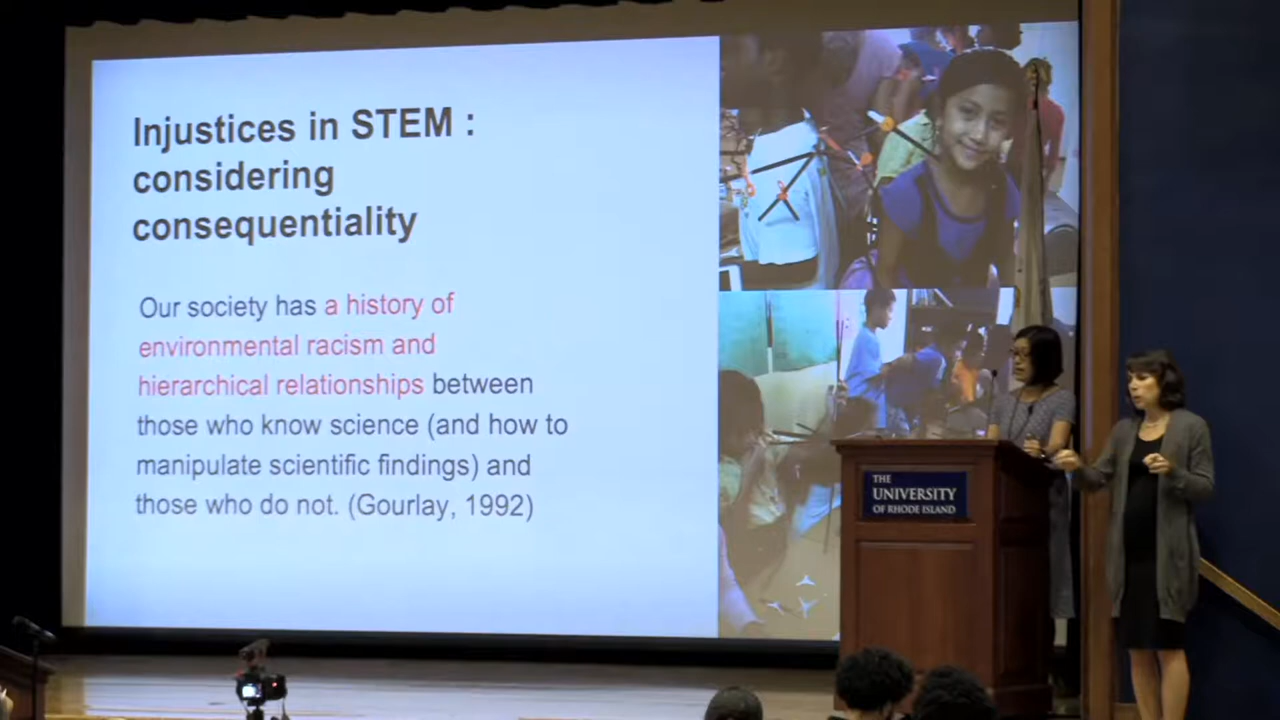 Injustices in STEM :
considering
consequentiality
Our society has a history of
environmental racism and
hierarchical relationships between
those who know science (and how to
manipulate scientific findings) and
those who do not. (Gourlay, 1992)
THE
UNIVERSITY
OF RHODE ISLAND